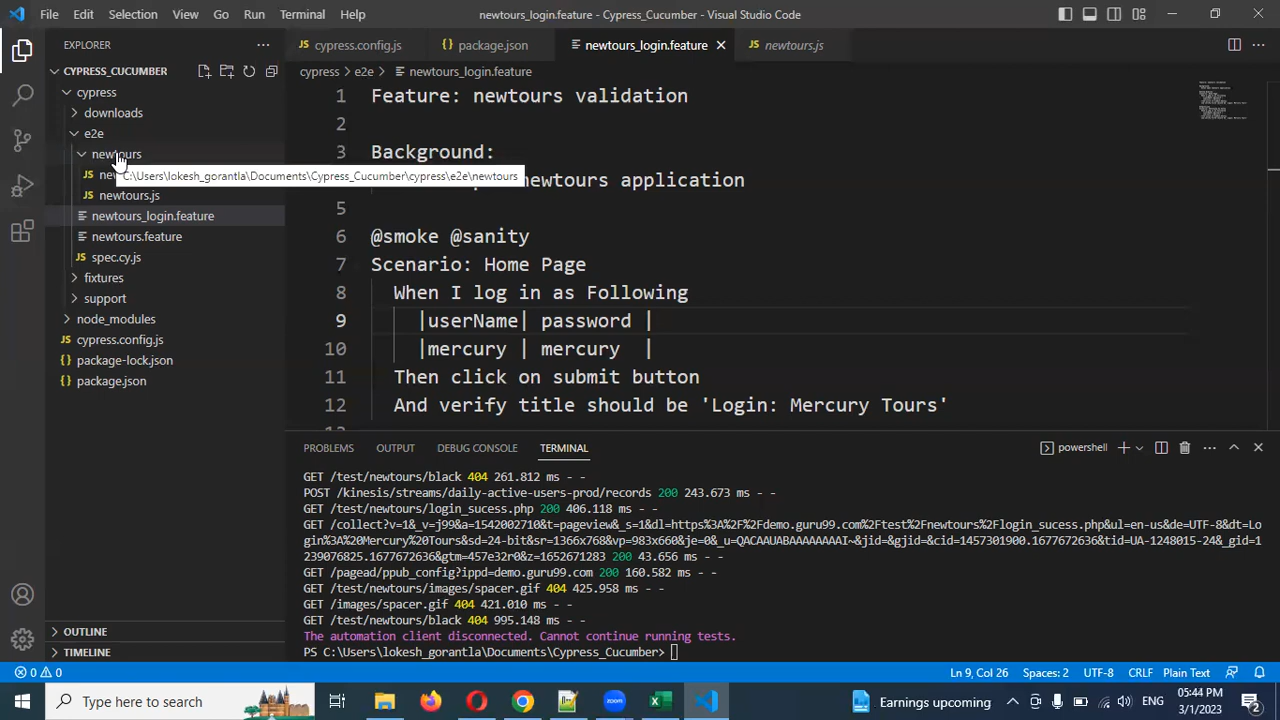 File Edit Selection View Go Run Terminal Help newtours_login.feature - Cypress_Cucumber - Visual Studio Code
EXPLORER
cypress.config.js package.json newtours_login.feature newtours.js
CYPRESS_CUCUMBER
cypress > e2e > newtours_login.feature
cypress
downloads
e2e
newtours
C:\Users\lokesh_gorantla\Documents\Cypress_Cucumber\cypress\e2e\newtours
newtours.js
newtours_login.feature
newtours.feature
spec.cy.js
fixtures
support
node_modules
cypress.config.js
package-lock.json
package.json
OUTLINE
TIMELINE
1 Feature: newtours validation
2
3 Background:
newtours application
5
6 @smoke @sanity
7 Scenario: Home Page
8 When I log in as Following
9 |userName| password |
10 |mercury | mercury |
11 Then click on submit button
12 And verify title should be 'Login: Mercury Tours'
PROBLEMS OUTPUT DEBUG CONSOLE TERMINAL powershell
GET /test/newtours/black 404 261.812 ms - -
POST /kinesis/streams/daily-active-users-prod/records 200 243.673 ms - -
GET /test/newtours/login_sucess.php 200 406.118 ms - -
GET /collect?v=1&_v=j99&a=1542002710&t=pageview&_s=1&dl=https%3A%2F%2Fdemo.guru99.com%2Ftest%2Fnewtours%2Flogin_sucess.php&ul=en-us&de=UTF-8&dt=Lo
gin%3A%20Mercury%20Tours&sd=24-bit&sr=1366x768&vp=983x660&je=0&_u=QACAAUABAAAAAAAAI~&jid=&gjid=&cid=1457301900.1677672636&tid=UA-1248015-24&_gid=1
239076825.1677672636&gtm=457e32r0&z=1652671283 200 43.656 ms - -
GET /pagead/ppub_config?ippd=demo.guru99.com 200 160.582 ms - -
GET /test/newtours/images/spacer.gif 404 425.958 ms - -
GET /images/spacer.gif 404 421.010 ms - -
GET /test/newtours/black 404 995.148 ms - -
The automation client disconnected. Cannot continue running tests.
PS C:\Users\lokesh_gorantla\Documents\Cypress_Cucumber>
0 0 Ln 9, Col 26 Spaces: 2 UTF-8 CRLF Plain Text
Type here to search Earnings upcoming ENG 05:44 PM 3/1/2023 2